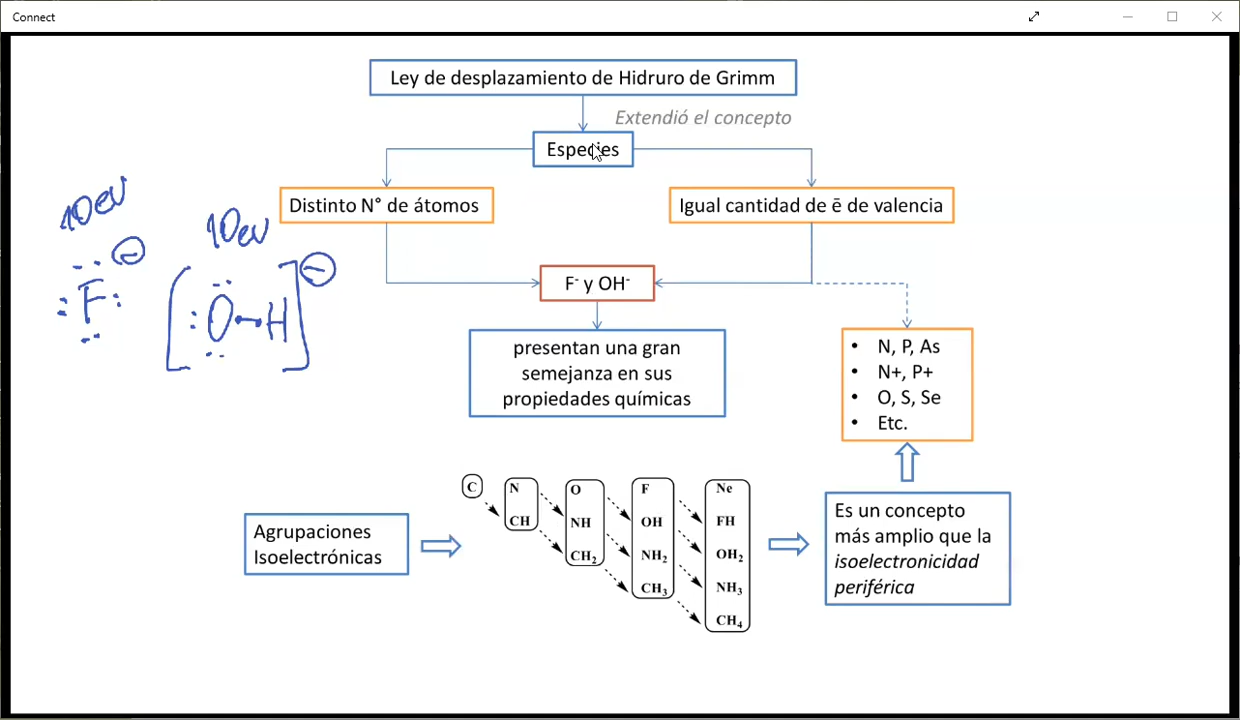 Connect
Ley de desplazamiento de Hidruro de Grimm
Extendió el concepto
Especies
Distinto N° de átomos
Igual cantidad de ē de valencia
10eV
10eV
F⁻ y OH⁻
:F: ⊖
[:O-H] ⊖
presentan una gran
semejanza en sus
propiedades químicas
• N, P, As
• N+, P+
• O, S, Se
• Etc.
Agrupaciones
Isoelectrónicas
C
N
CH
O
NH
CH₂
F
OH
NH₂
CH₃
Ne
FH
OH₂
NH₃
CH₄
Es un concepto
más amplio que la
isoelectronicidad
periférica